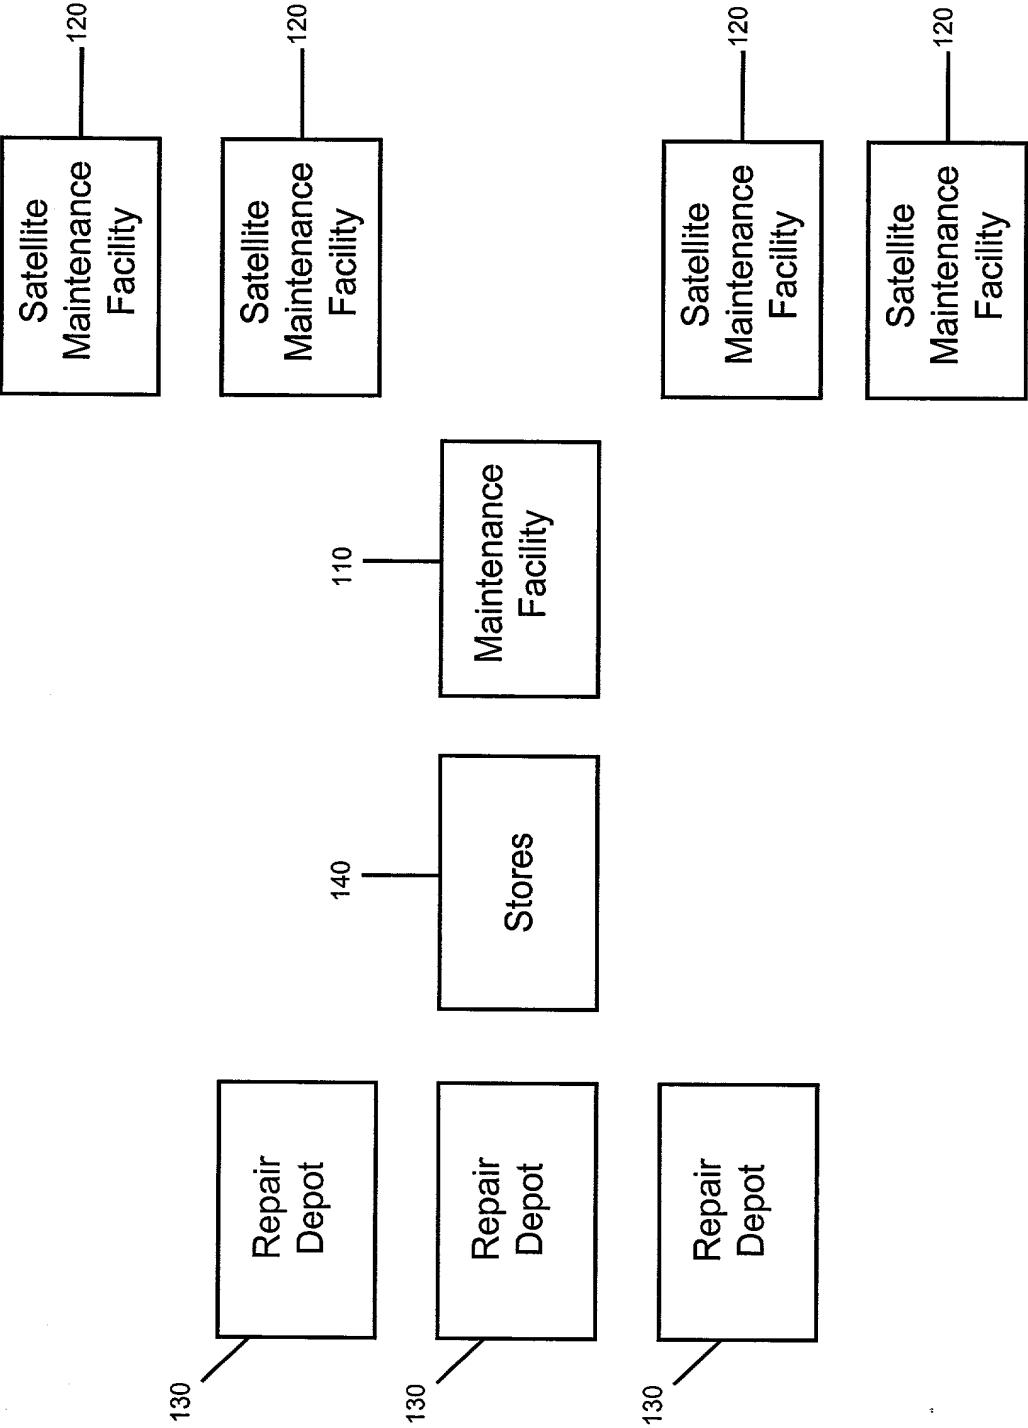 120
Satellite
Maintenance
Facility
120
Satellite
Maintenance
Facility
120
Satellite
Maintenance
Facility
120
Satellite
Maintenance
Facility
110
Maintenance
Facility
140
Stores
Repair
Depot
130
Repair
Depot
130
Repair
Depot
130